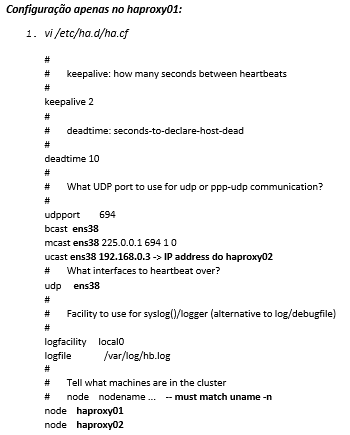 Configuração apenas no haproxy01:
1. vi /etc/ha.d/ha.cf
#
# keepalive: how many seconds between heartbeats
#
keepalive 2
#
# deadtime: seconds-to-declare-host-dead
#
deadtime 10
#
# What UDP port to use for udp or ppp-udp communication?
#
udpport 694
bcast ens38
mcast ens38 225.0.0.1 694 1 0
ucast ens38 192.168.0.3 -> IP address do haproxy02
# What interfaces to heartbeat over?
udp ens38
#
# Facility to use for syslog()/logger (alternative to log/debugfile)
#
logfacility local0
logfile /var/log/hb.log
#
# Tell what machines are in the cluster
# node nodename ... -- must match uname -n
node haproxy01
node haproxy02